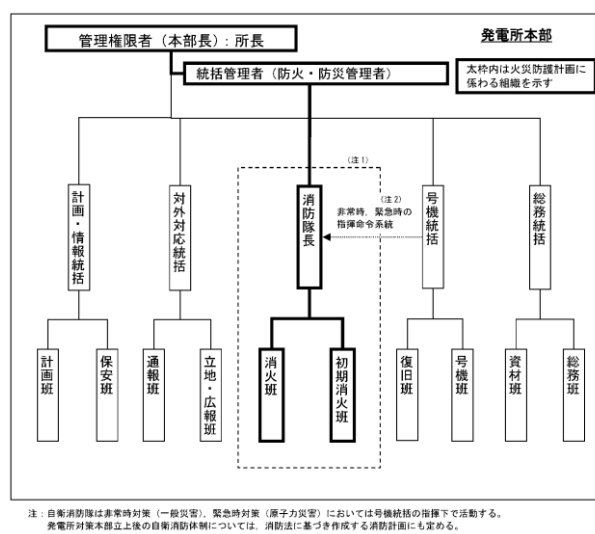 発電所本部
管理権限者（本部長）：所長
統括管理者（防火・防災管理者）
太枠内は火災防護計画に
係わる組織を示す
（注1）
（注2）
非常時，緊急時の
指揮命令系統
計画・情報統括
対外対応統括
消防隊長
号機統括
総務統括
計画班
保安班
通報班
立地・広報班
消火班
初期消火班
復旧班
号機班
資材班
総務班
注：自衛消防隊は非常時対策（一般災害），緊急時対策（原子力災害）においては号機統括の指揮下で活動する。
発電所対策本部立上後の自衛消防体制については，消防法に基づき作成する消防計画にも定める。